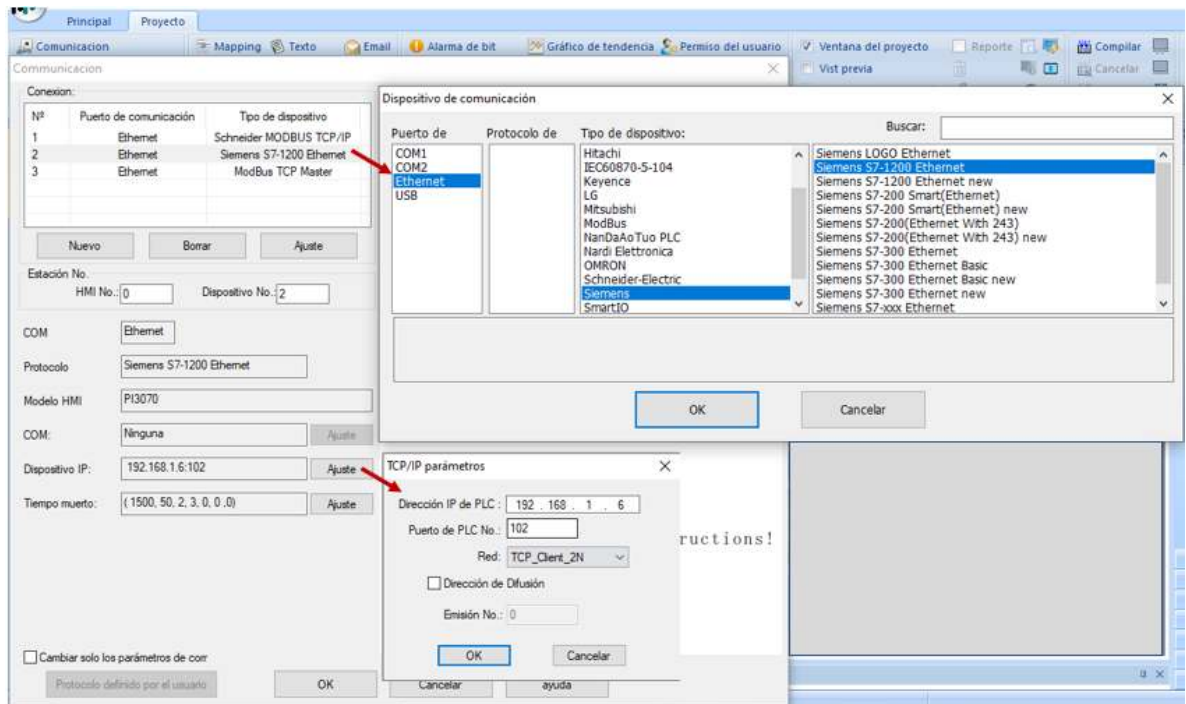 Principal Proyecto
Comunicacion Mapping Texto Email Alarma de bit Gráfico de tendencia Permiso del usuario Ventana del proyecto Reporte Compilar
Vist previa Cancelar
Communicacion
Conexion:
Nº Puerto de comunicación Tipo de dispositivo
1 Ethernet Schneider MODBUS TCP/IP
2 Ethernet Siemens S7-1200 Ethernet
3 Ethernet ModBus TCP Master
Nuevo Borrar Ajuste
Estación No.
HMI No.: 0 Dispositivo No.: 2
COM Ethernet
Protocolo Siemens S7-1200 Ethernet
Modelo HMI PI3070
COM: Ninguna Ajuste
Dispositivo IP: 192.168.1.6:102 Ajuste
Tiempo muerto: ( 1500, 50, 2, 3, 0, 0 ,0) Ajuste
Cambiar solo los parámetros de corr
Protocolo definido por el usuario OK Cancelar ayuda
Dispositivo de comunicación
Buscar:
Puerto de Protocolo de Tipo de dispositivo:
COM1
COM2
Ethernet
USB
Hitachi
IEC60870-5-104
Keyence
LG
Mitsubishi
ModBus
NanDaAoTuo PLC
Nardi Elettronica
OMRON
Schneider-Electric
Siemens
SmartIO
Siemens LOGO Ethernet
Siemens S7-1200 Ethernet
Siemens S7-1200 Ethernet new
Siemens S7-200 Smart(Ethernet)
Siemens S7-200 Smart(Ethernet) new
Siemens S7-200(Ethernet With 243)
Siemens S7-200(Ethernet With 243) new
Siemens S7-300 Ethernet
Siemens S7-300 Ethernet Basic
Siemens S7-300 Ethernet Basic new
Siemens S7-300 Ethernet new
Siemens S7-xxx Ethernet
OK Cancelar
TCP/IP parámetros
Dirección IP de PLC : 192 . 168 . 1 . 6
Puerto de PLC No.: 102
Red: TCP_Client_2N
Dirección de Difusión
Emisión No.: 0
OK Cancelar
ructions!